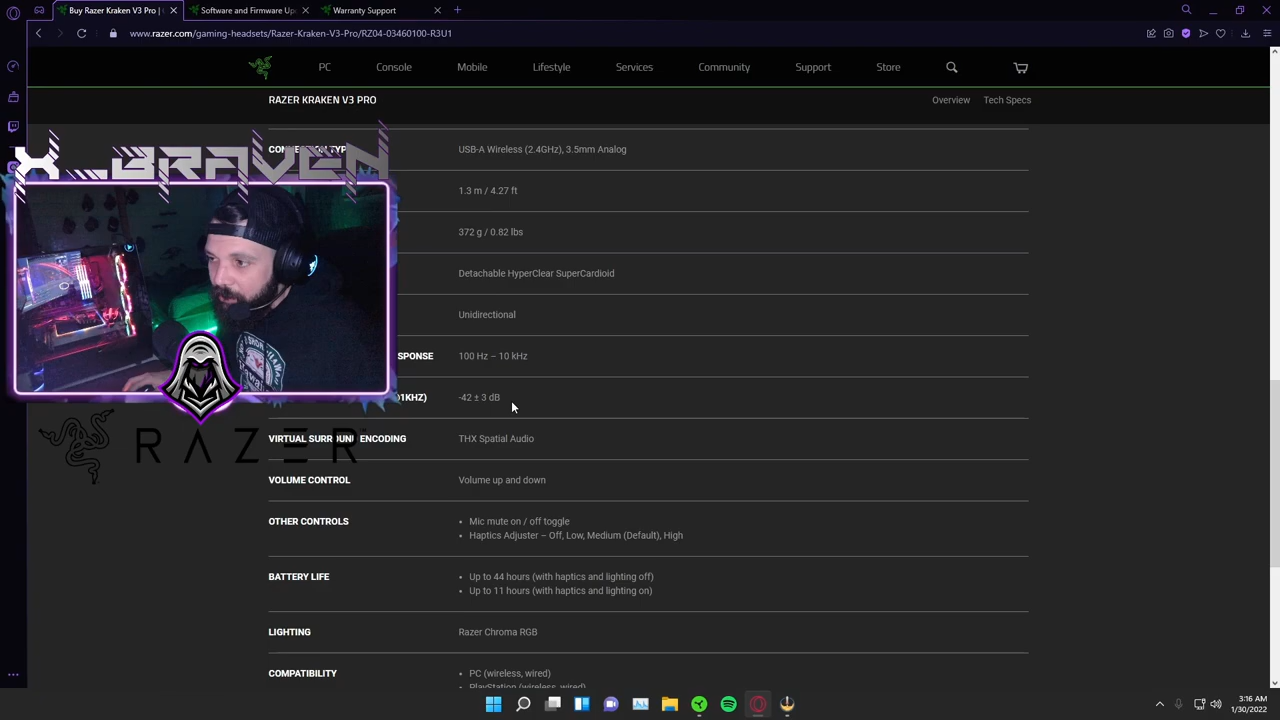 Buy Razer Kraken V3 Pro |
Software and Firmware Up
Warranty Support
www.razer.com/gaming-headsets/Razer-Kraken-V3-Pro/RZ04-03460100-R3U1
PC Console Mobile Lifestyle Services Community Support Store
RAZER KRAKEN V3 PRO
Overview Tech Specs
USB-A Wireless (2.4GHz), 3.5mm Analog
X_BRAVEN
1.3 m / 4.27 ft
372 g / 0.82 lbs
Detachable HyperClear SuperCardioid
Unidirectional
SPONSE 100 Hz – 10 kHz
1KHZ) -42 ± 3 dB
RAZER
VIRTUAL SURROUND ENCODING THX Spatial Audio
VOLUME CONTROL Volume up and down
OTHER CONTROLS • Mic mute on / off toggle
• Haptics Adjuster – Off, Low, Medium (Default), High
BATTERY LIFE • Up to 44 hours (with haptics and lighting off)
• Up to 11 hours (with haptics and lighting on)
LIGHTING Razer Chroma RGB
COMPATIBILITY • PC (wireless, wired)
• PlayStation (wireless, wired)
3:16 AM
1/30/2022